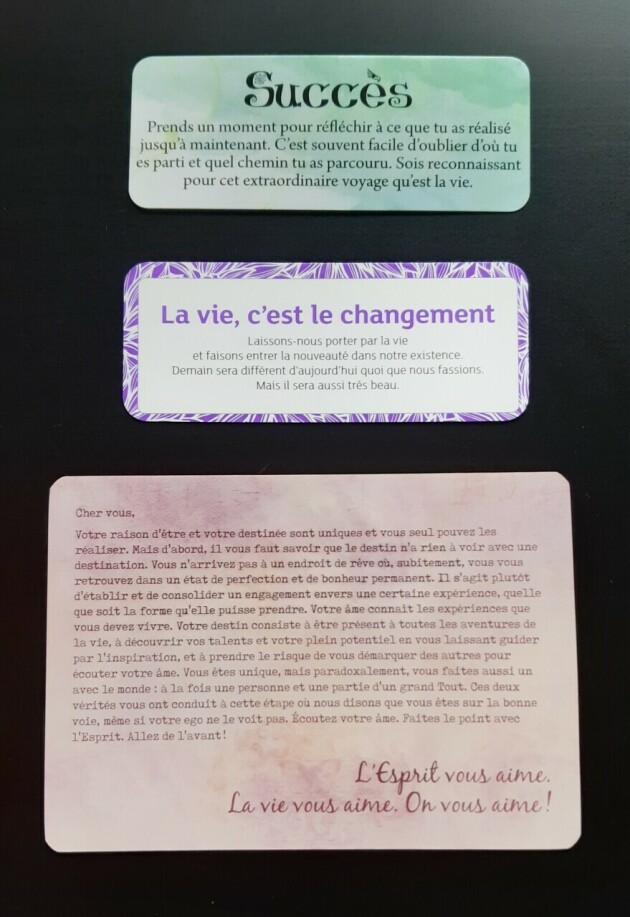 Succès
Prends un moment pour réfléchir à ce que tu as réalisé
jusqu'à maintenant. C'est souvent facile d'oublier d'où tu
es parti et quel chemin tu as parcouru. Sois reconnaissant
pour cet extraordinaire voyage qu'est la vie.
La vie, c'est le changement
Laissons-nous porter par la vie
et faisons entrer la nouveauté dans notre existence.
Demain sera différent d'aujourd'hui quoi que nous fassions.
Mais il sera aussi très beau.
Cher vous,
Votre raison d'être et votre destinée sont uniques et vous seul pouvez les
réaliser. Mais d'abord, il vous faut savoir que le destin n'a rien à voir avec une
destination. Vous n'arrivez pas à un endroit de rêve où, subitement, vous vous
retrouvez dans un état de perfection et de bonheur permanent. Il s'agit plutôt
d'établir et de consolider un engagement envers une certaine expérience, quelle
que soit la forme qu'elle puisse prendre. Votre âme connait les expériences que
vous devez vivre. Votre destin consiste à être présent à toutes les aventures de
la vie, à découvrir vos talents et votre plein potentiel en vous laissant guider
par l'inspiration, et à prendre le risque de vous démarquer des autres pour
écouter votre âme. Vous êtes unique, mais paradoxalement, vous faites aussi un
avec le monde : à la fois une personne et une partie d'un grand Tout. Ces deux
vérités vous ont conduit à cette étape où nous disons que vous êtes sur la bonne
voie, même si votre ego ne le voit pas. Écoutez votre âme. Faites le point avec
l'Esprit. Allez de l'avant!
L'Esprit vous aime.
La vie vous aime. On vous aime!